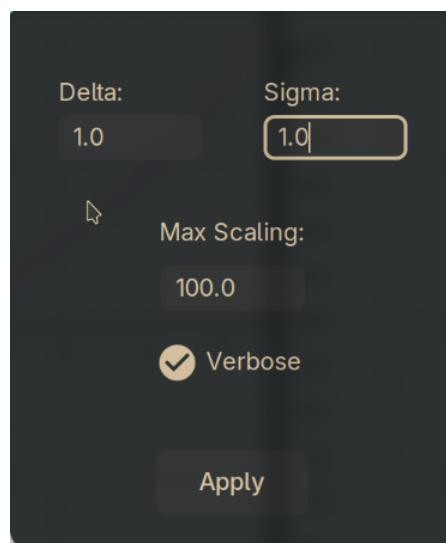 Delta: Sigma:
1.0 1.0
Max Scaling:
100.0
Verbose
Apply